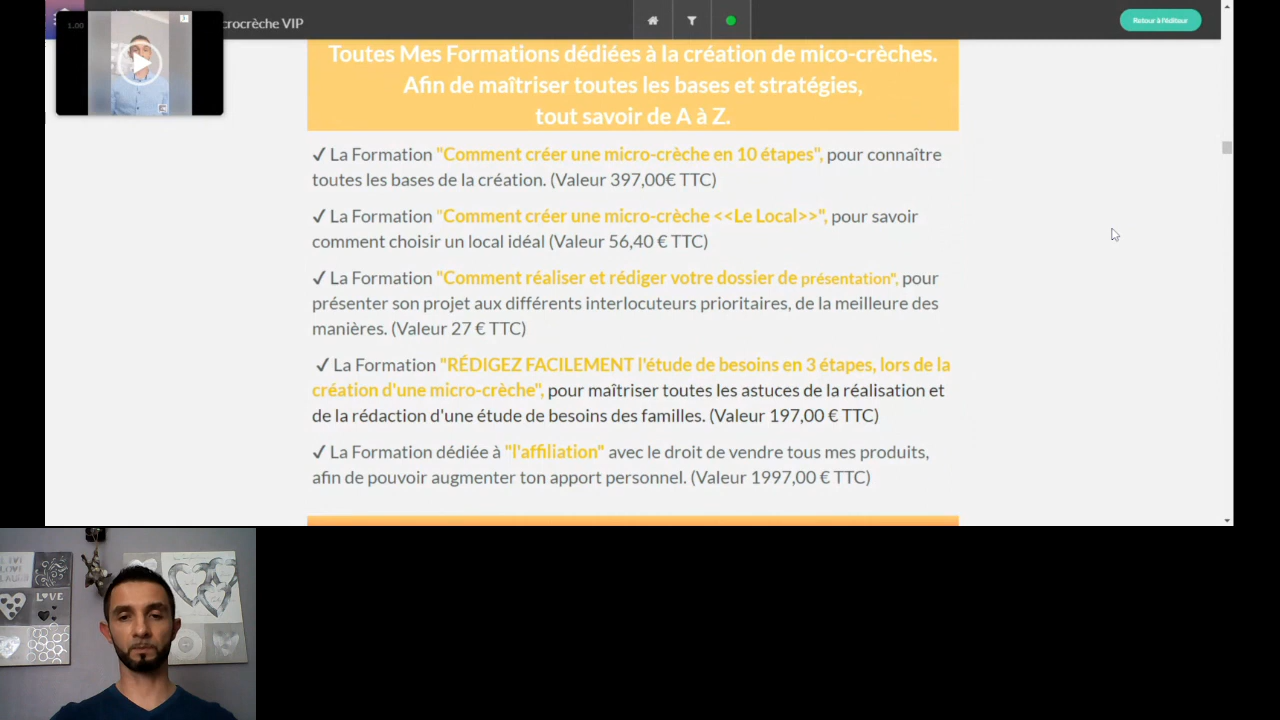 1.00
crocrèche VIP
Retour à l'éditeur
Toutes Mes Formations dédiées à la création de mico-crèches.
Afin de maîtriser toutes les bases et stratégies,
tout savoir de A à Z.
✓ La Formation "Comment créer une micro-crèche en 10 étapes", pour connaître
toutes les bases de la création. (Valeur 397,00€ TTC)
✓ La Formation "Comment créer une micro-crèche <<Le Local>>", pour savoir
comment choisir un local idéal (Valeur 56,40 € TTC)
✓ La Formation "Comment réaliser et rédiger votre dossier de présentation", pour
présenter son projet aux différents interlocuteurs prioritaires, de la meilleure des
manières. (Valeur 27 € TTC)
✓ La Formation "RÉDIGEZ FACILEMENT l'étude de besoins en 3 étapes, lors de la
création d'une micro-crèche", pour maîtriser toutes les astuces de la réalisation et
de la rédaction d'une étude de besoins des familles. (Valeur 197,00 € TTC)
✓ La Formation dédiée à "l'affiliation" avec le droit de vendre tous mes produits,
afin de pouvoir augmenter ton apport personnel. (Valeur 1997,00 € TTC)
LIVE
LOVE
LAUGH
LOVE